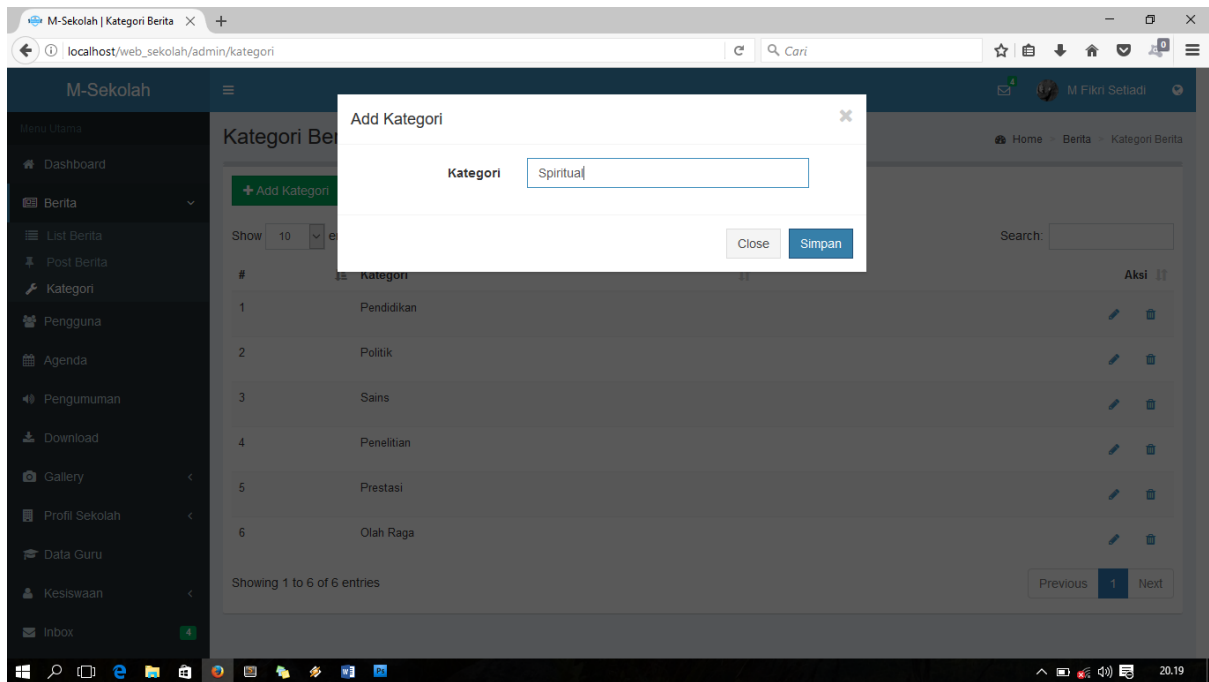 M-Sekolah | Kategori Berita
localhost/web_sekolah/admin/kategori
Cari
0
M-Sekolah
4
M Fikri Setiadi
Menu Utama
Dashboard
Berita
List Berita
Post Berita
Kategori
Pengguna
Agenda
Pengumuman
Download
Gallery
Profil Sekolah
Data Guru
Kesiswaan
Inbox 4
Kategori Ber
Home > Berita > Kategori Berita
Add Kategori
Add Kategori
Kategori Spiritual
Close Simpan
Show 10 e
Search:
# Kategori Aksi
1 Pendidikan
2 Politik
3 Sains
4 Penelitian
5 Prestasi
6 Olah Raga
Showing 1 to 6 of 6 entries
Previous 1 Next
20.19